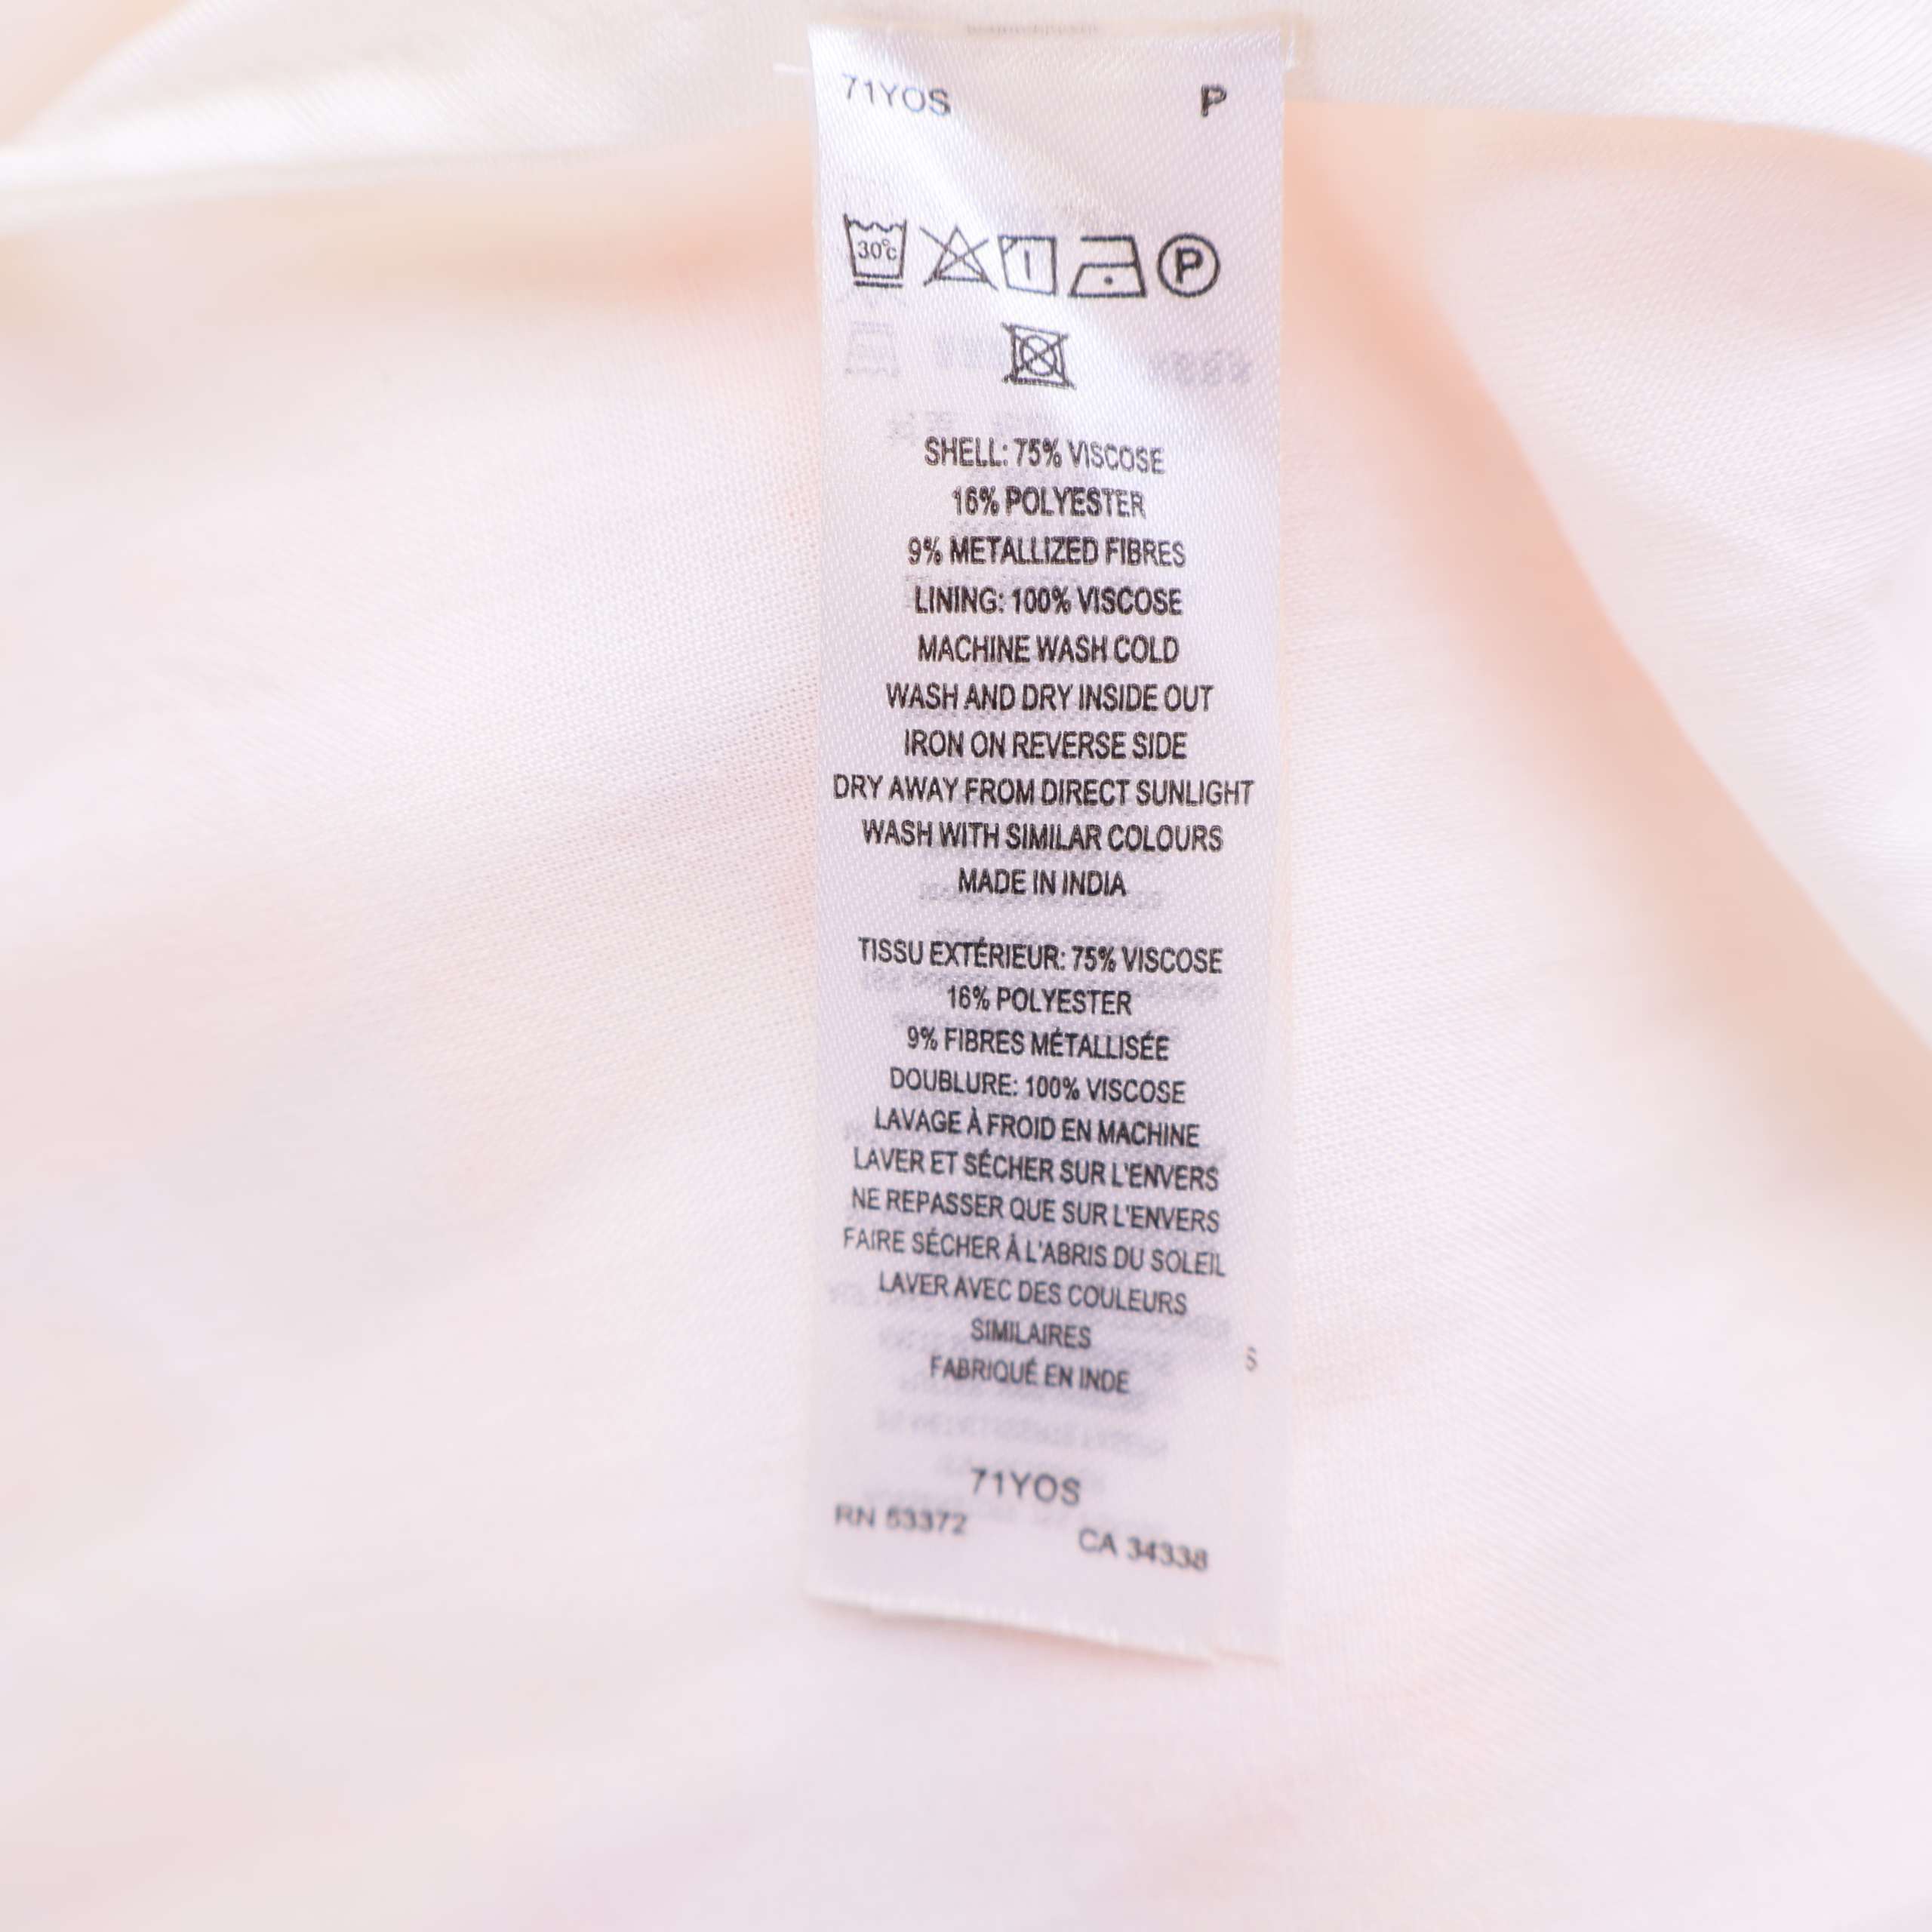 71YOS P
30°c P
SHELL: 75% VISCOSE
16% POLYESTER
9% METALLIZED FIBRES
LINING: 100% VISCOSE
MACHINE WASH COLD
WASH AND DRY INSIDE OUT
IRON ON REVERSE SIDE
DRY AWAY FROM DIRECT SUNLIGHT
WASH WITH SIMILAR COLOURS
MADE IN INDIA
TISSU EXTÉRIEUR: 75% VISCOSE
16% POLYESTER
9% FIBRES MÉTALLISÉE
DOUBLURE: 100% VISCOSE
LAVAGE À FROID EN MACHINE
LAVER ET SÉCHER SUR L'ENVERS
NE REPASSER QUE SUR L'ENVERS
FAIRE SÉCHER À L'ABRIS DU SOLEIL
LAVER AVEC DES COULEURS
SIMILAIRES
S
FABRIQUÉ EN INDE
71YOS
RN 53372 CA 34338